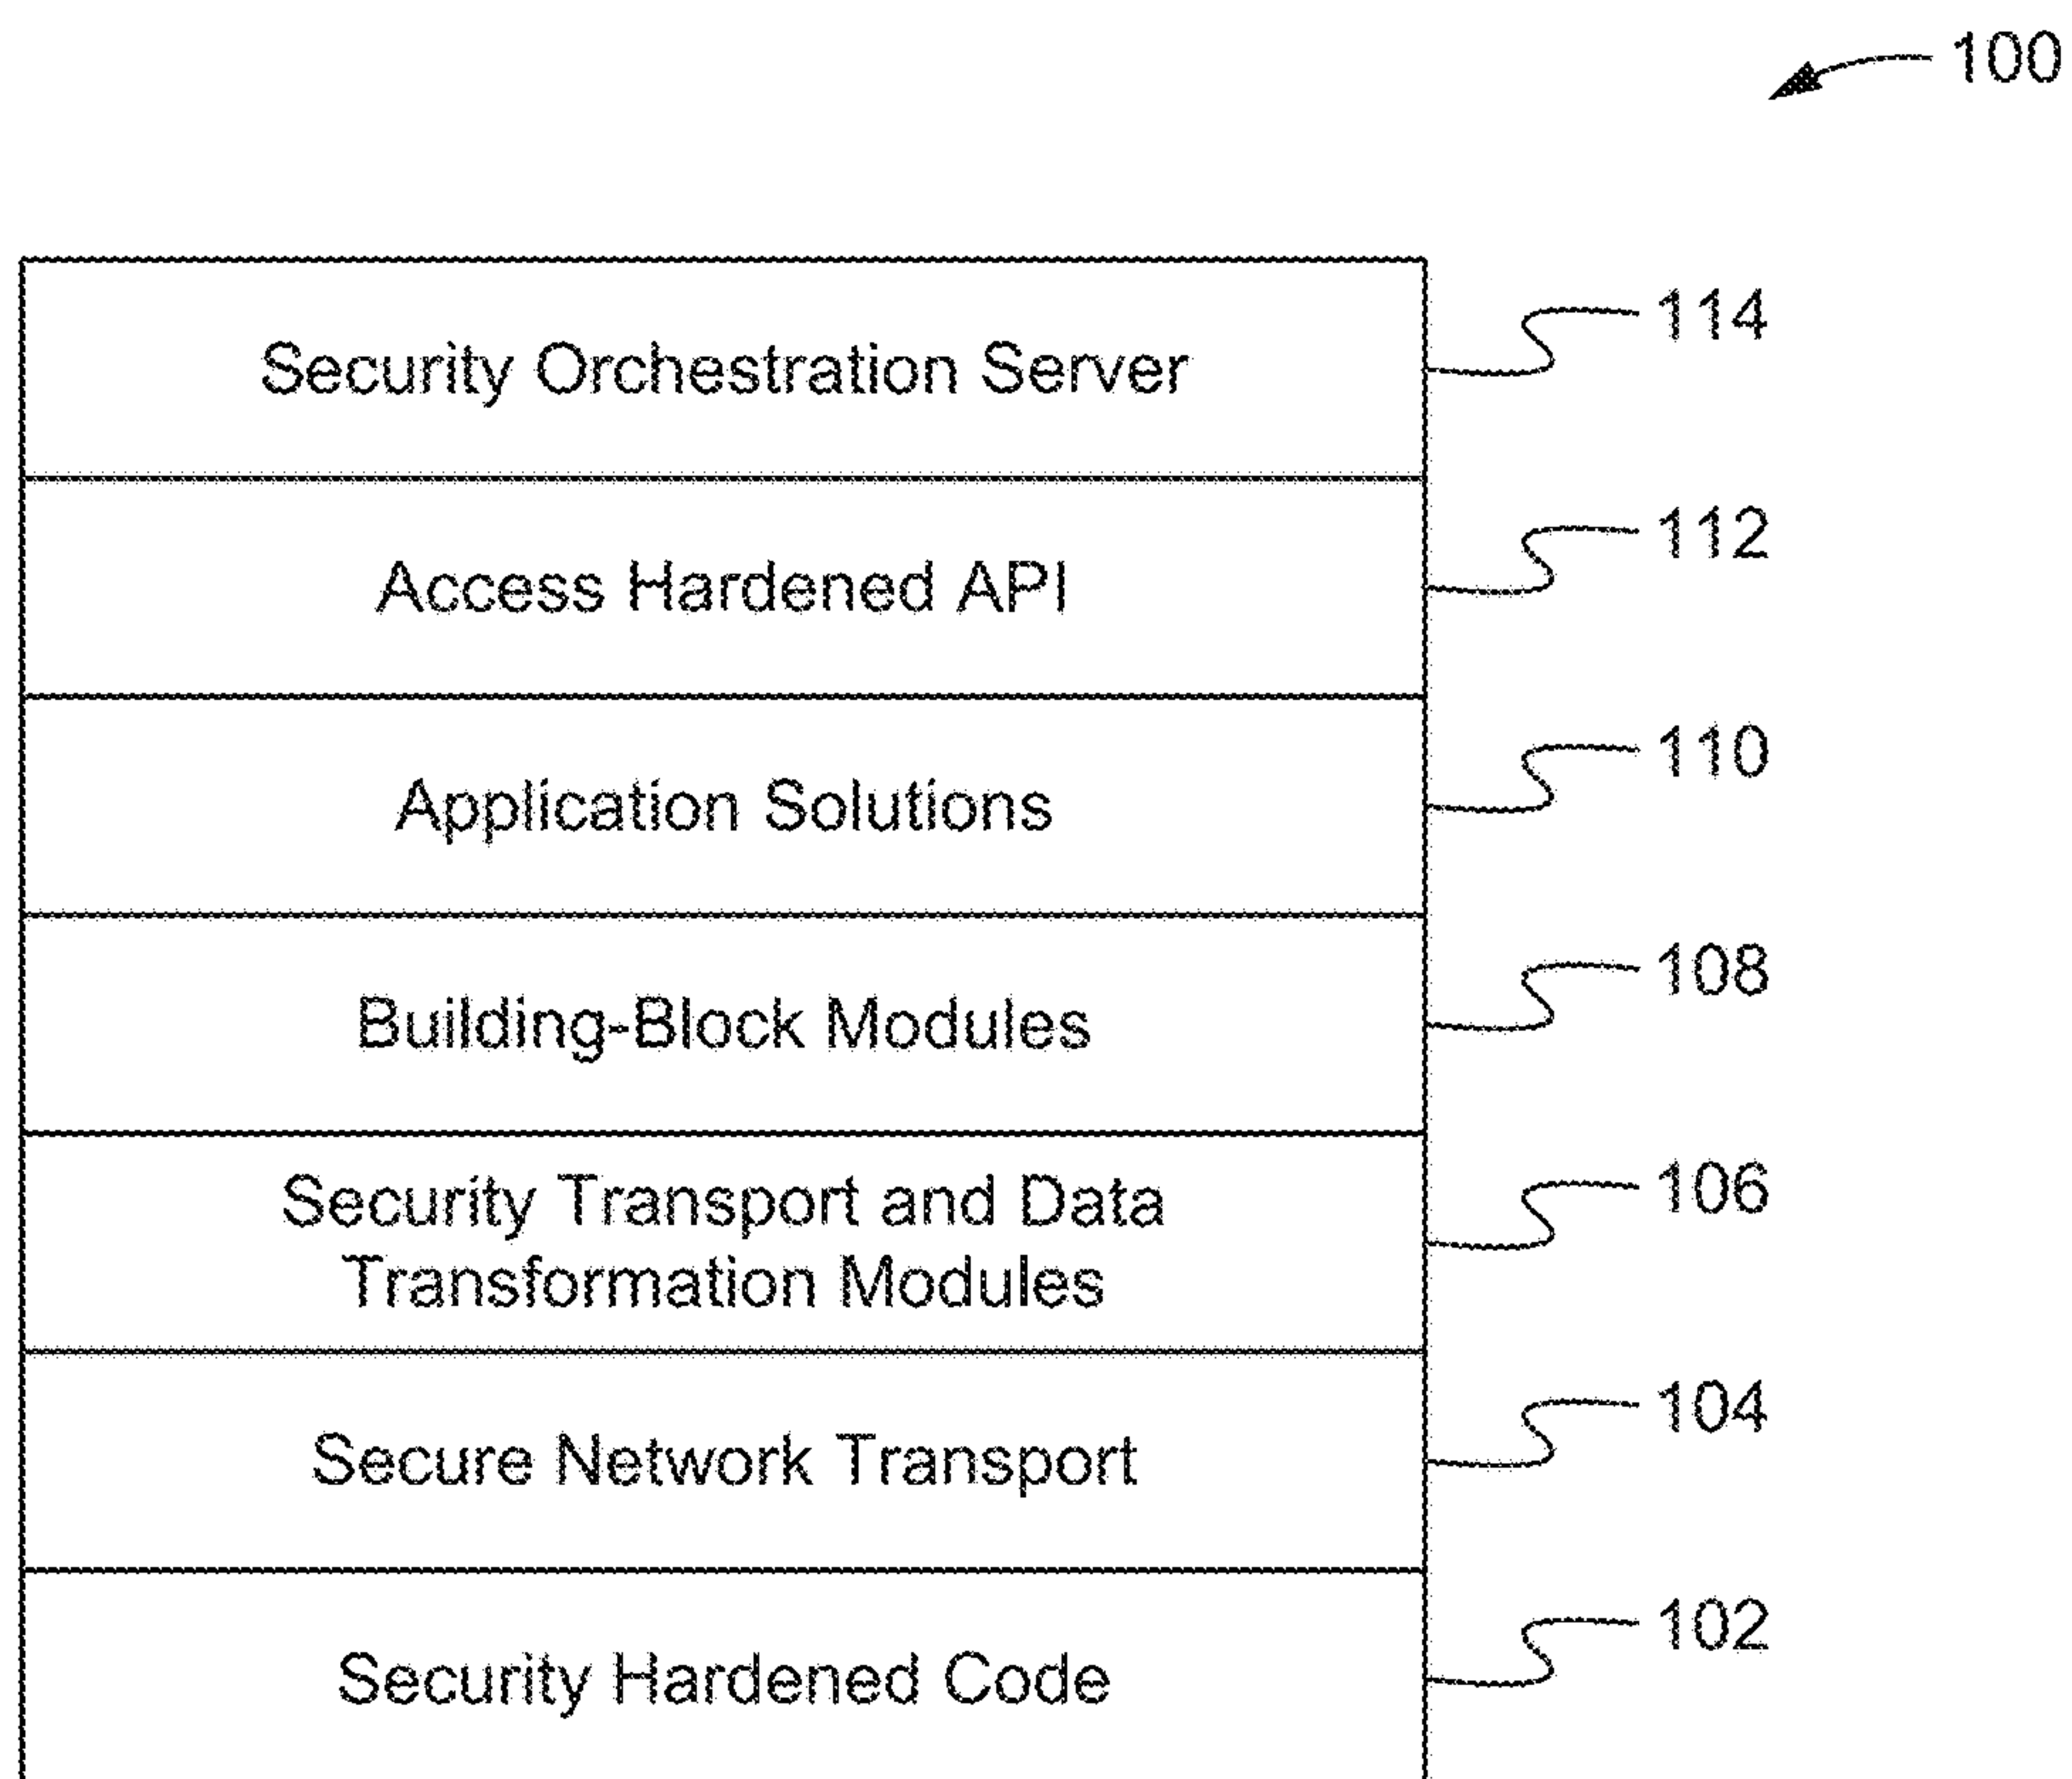 100
Security Orchestration Server
114
Access Hardened API
112
Application Solutions
110
Building-Block Modules
108
Security Transport and Data
Transformation Modules
106
Secure Network Transport
104
Security Hardened Code
102